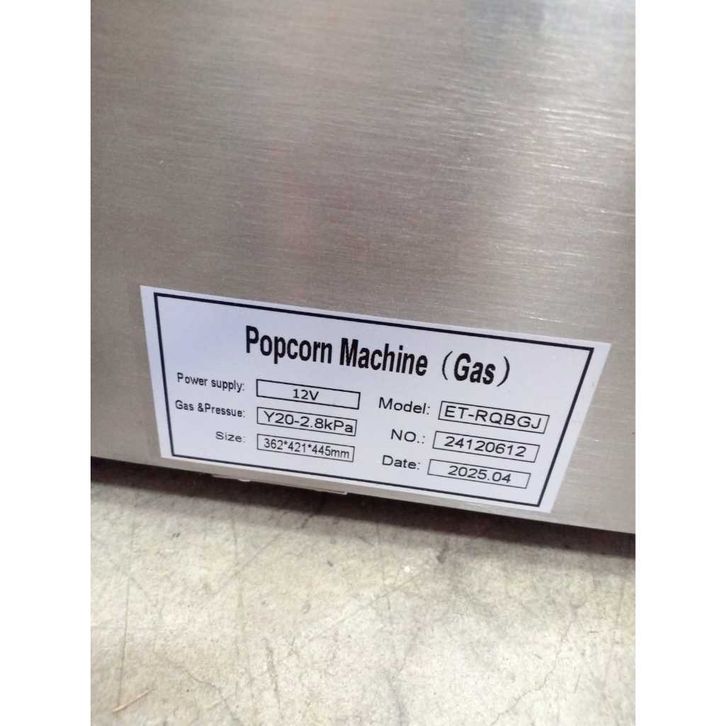 Popcorn Machine (Gas)
Power supply: 12V
Gas &Pressue: Y20-2.8kPa
Size: 362*421*445mm
Model: ET-RQBGJ
NO.: 24120612
Date: 2025.04